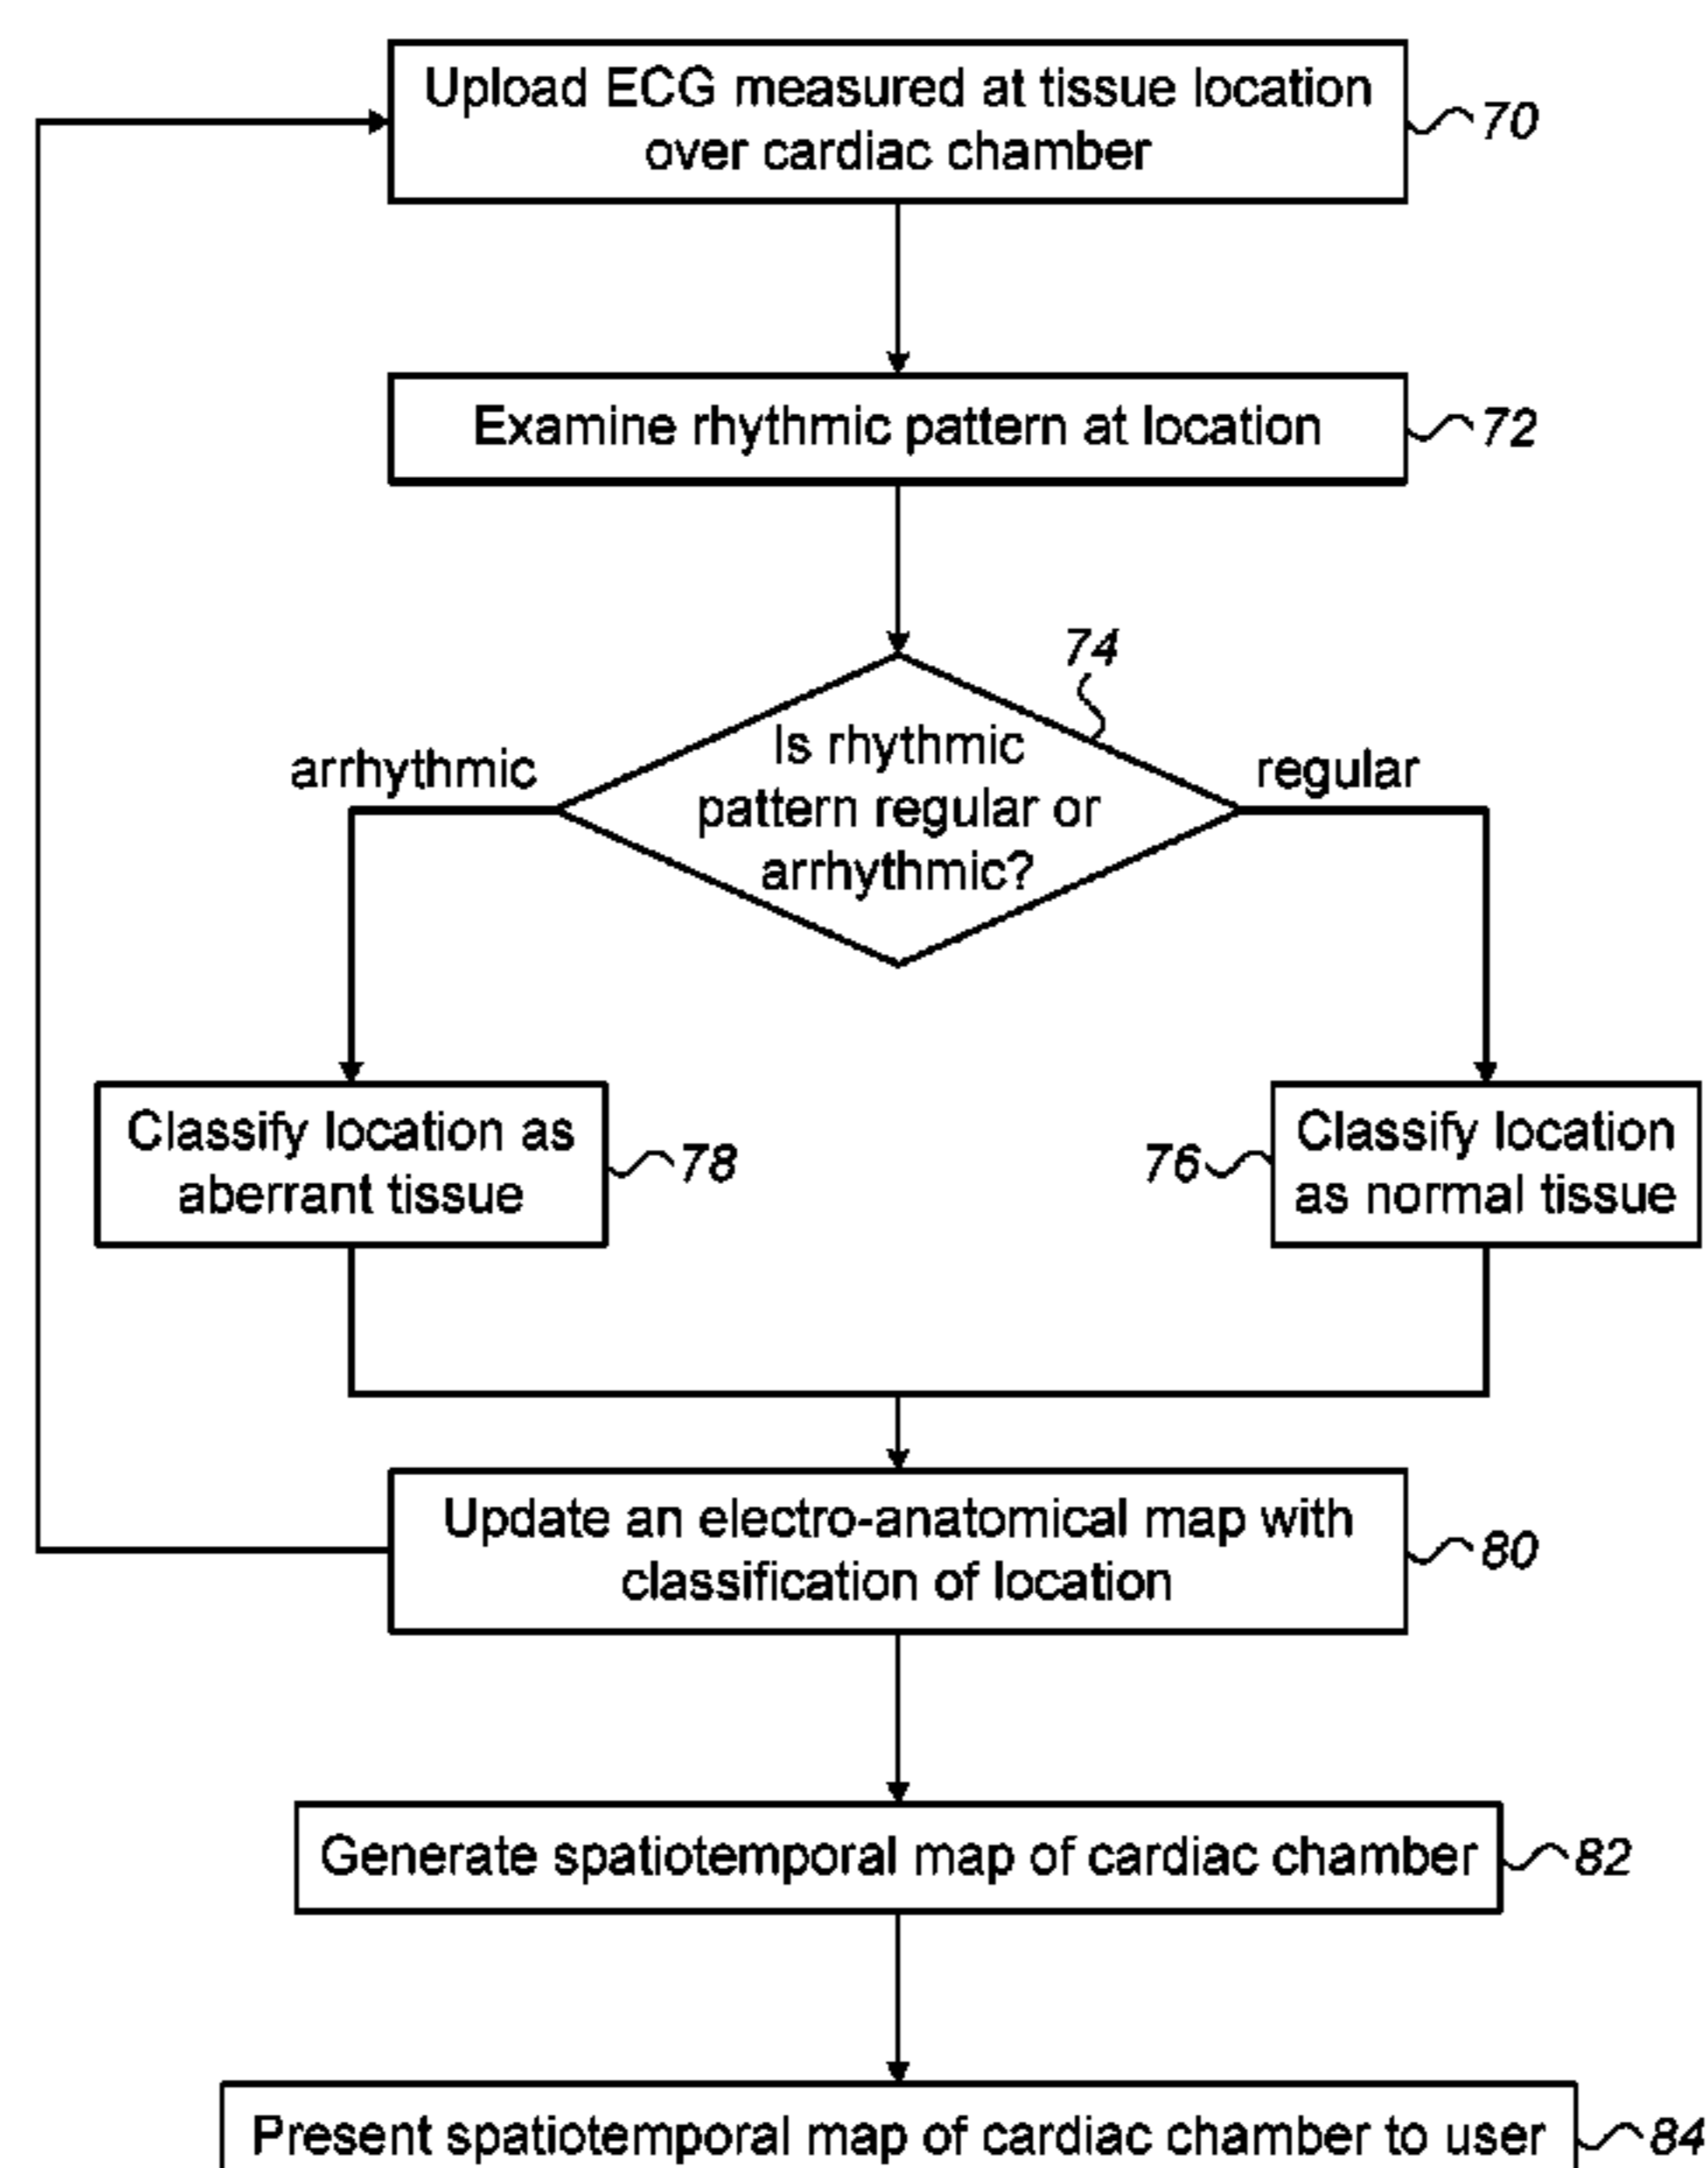 Upload ECG measured at tissue location
over cardiac chamber
70
Examine rhythmic pattern at location
72
74
Is rhythmic
pattern regular or
arrhythmic?
arrhythmic
regular
Classify location as
aberrant tissue
78
76
Classify location
as normal tissue
Update an electro-anatomical map with
classification of location
80
Generate spatiotemporal map of cardiac chamber
82
Present spatiotemporal map of cardiac chamber to user
84